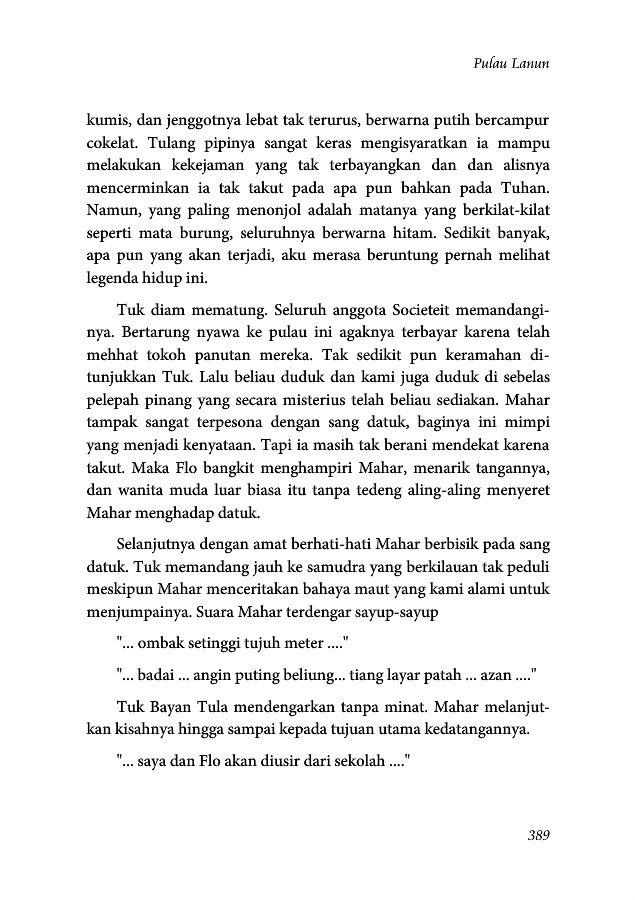 Pulau Lanun
kumis, dan jenggotnya lebat tak terurus, berwarna putih bercampur
cokelat. Tulang pipinya sangat keras mengisyaratkan ia mampu
melakukan kekejaman yang tak terbayangkan dan dan alisnya
mencerminkan ia tak takut pada apa pun bahkan pada Tuhan.
Namun, yang paling menonjol adalah matanya yang berkilat-kilat
seperti mata burung, seluruhnya berwarna hitam. Sedikit banyak,
apa pun yang akan terjadi, aku merasa beruntung pernah melihat
legenda hidup ini.
Tuk diam mematung. Seluruh anggota Societeit memandangi-
nya. Bertarung nyawa ke pulau ini agaknya terbayar karena telah
mehhat tokoh panutan mereka. Tak sedikit pun keramahan di-
tunjukkan Tuk. Lalu beliau duduk dan kami juga duduk di sebelas
pelepah pinang yang secara misterius telah beliau sediakan. Mahar
tampak sangat terpesona dengan sang datuk, baginya ini mimpi
yang menjadi kenyataan. Tapi ia masih tak berani mendekat karena
takut. Maka Flo bangkit menghampiri Mahar, menarik tangannya,
dan wanita muda luar biasa itu tanpa tedeng aling-aling menyeret
Mahar menghadap datuk.
Selanjutnya dengan amat berhati-hati Mahar berbisik pada sang
datuk. Tuk memandang jauh ke samudra yang berkilauan tak peduli
meskipun Mahar menceritakan bahaya maut yang kami alami untuk
menjumpainya. Suara Mahar terdengar sayup-sayup
"... ombak setinggi tujuh meter ...."
"... badai ... angin puting beliung... tiang layar patah ... azan ...."
Tuk Bayan Tula mendengarkan tanpa minat. Mahar melanjut-
kan kisahnya hingga sampai kepada tujuan utama kedatangannya.
"... saya dan Flo akan diusir dari sekolah ...."
389